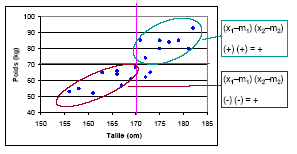 100
90
80
70
60
50
40
150 155 160 165 170 175 180 185
Poids (kg)
Taille (cm)
(x₁–m₁) (x₂–m₂)
(+) (+) = +
(x₁–m₁) (x₂–m₂)
(-) (-) = +